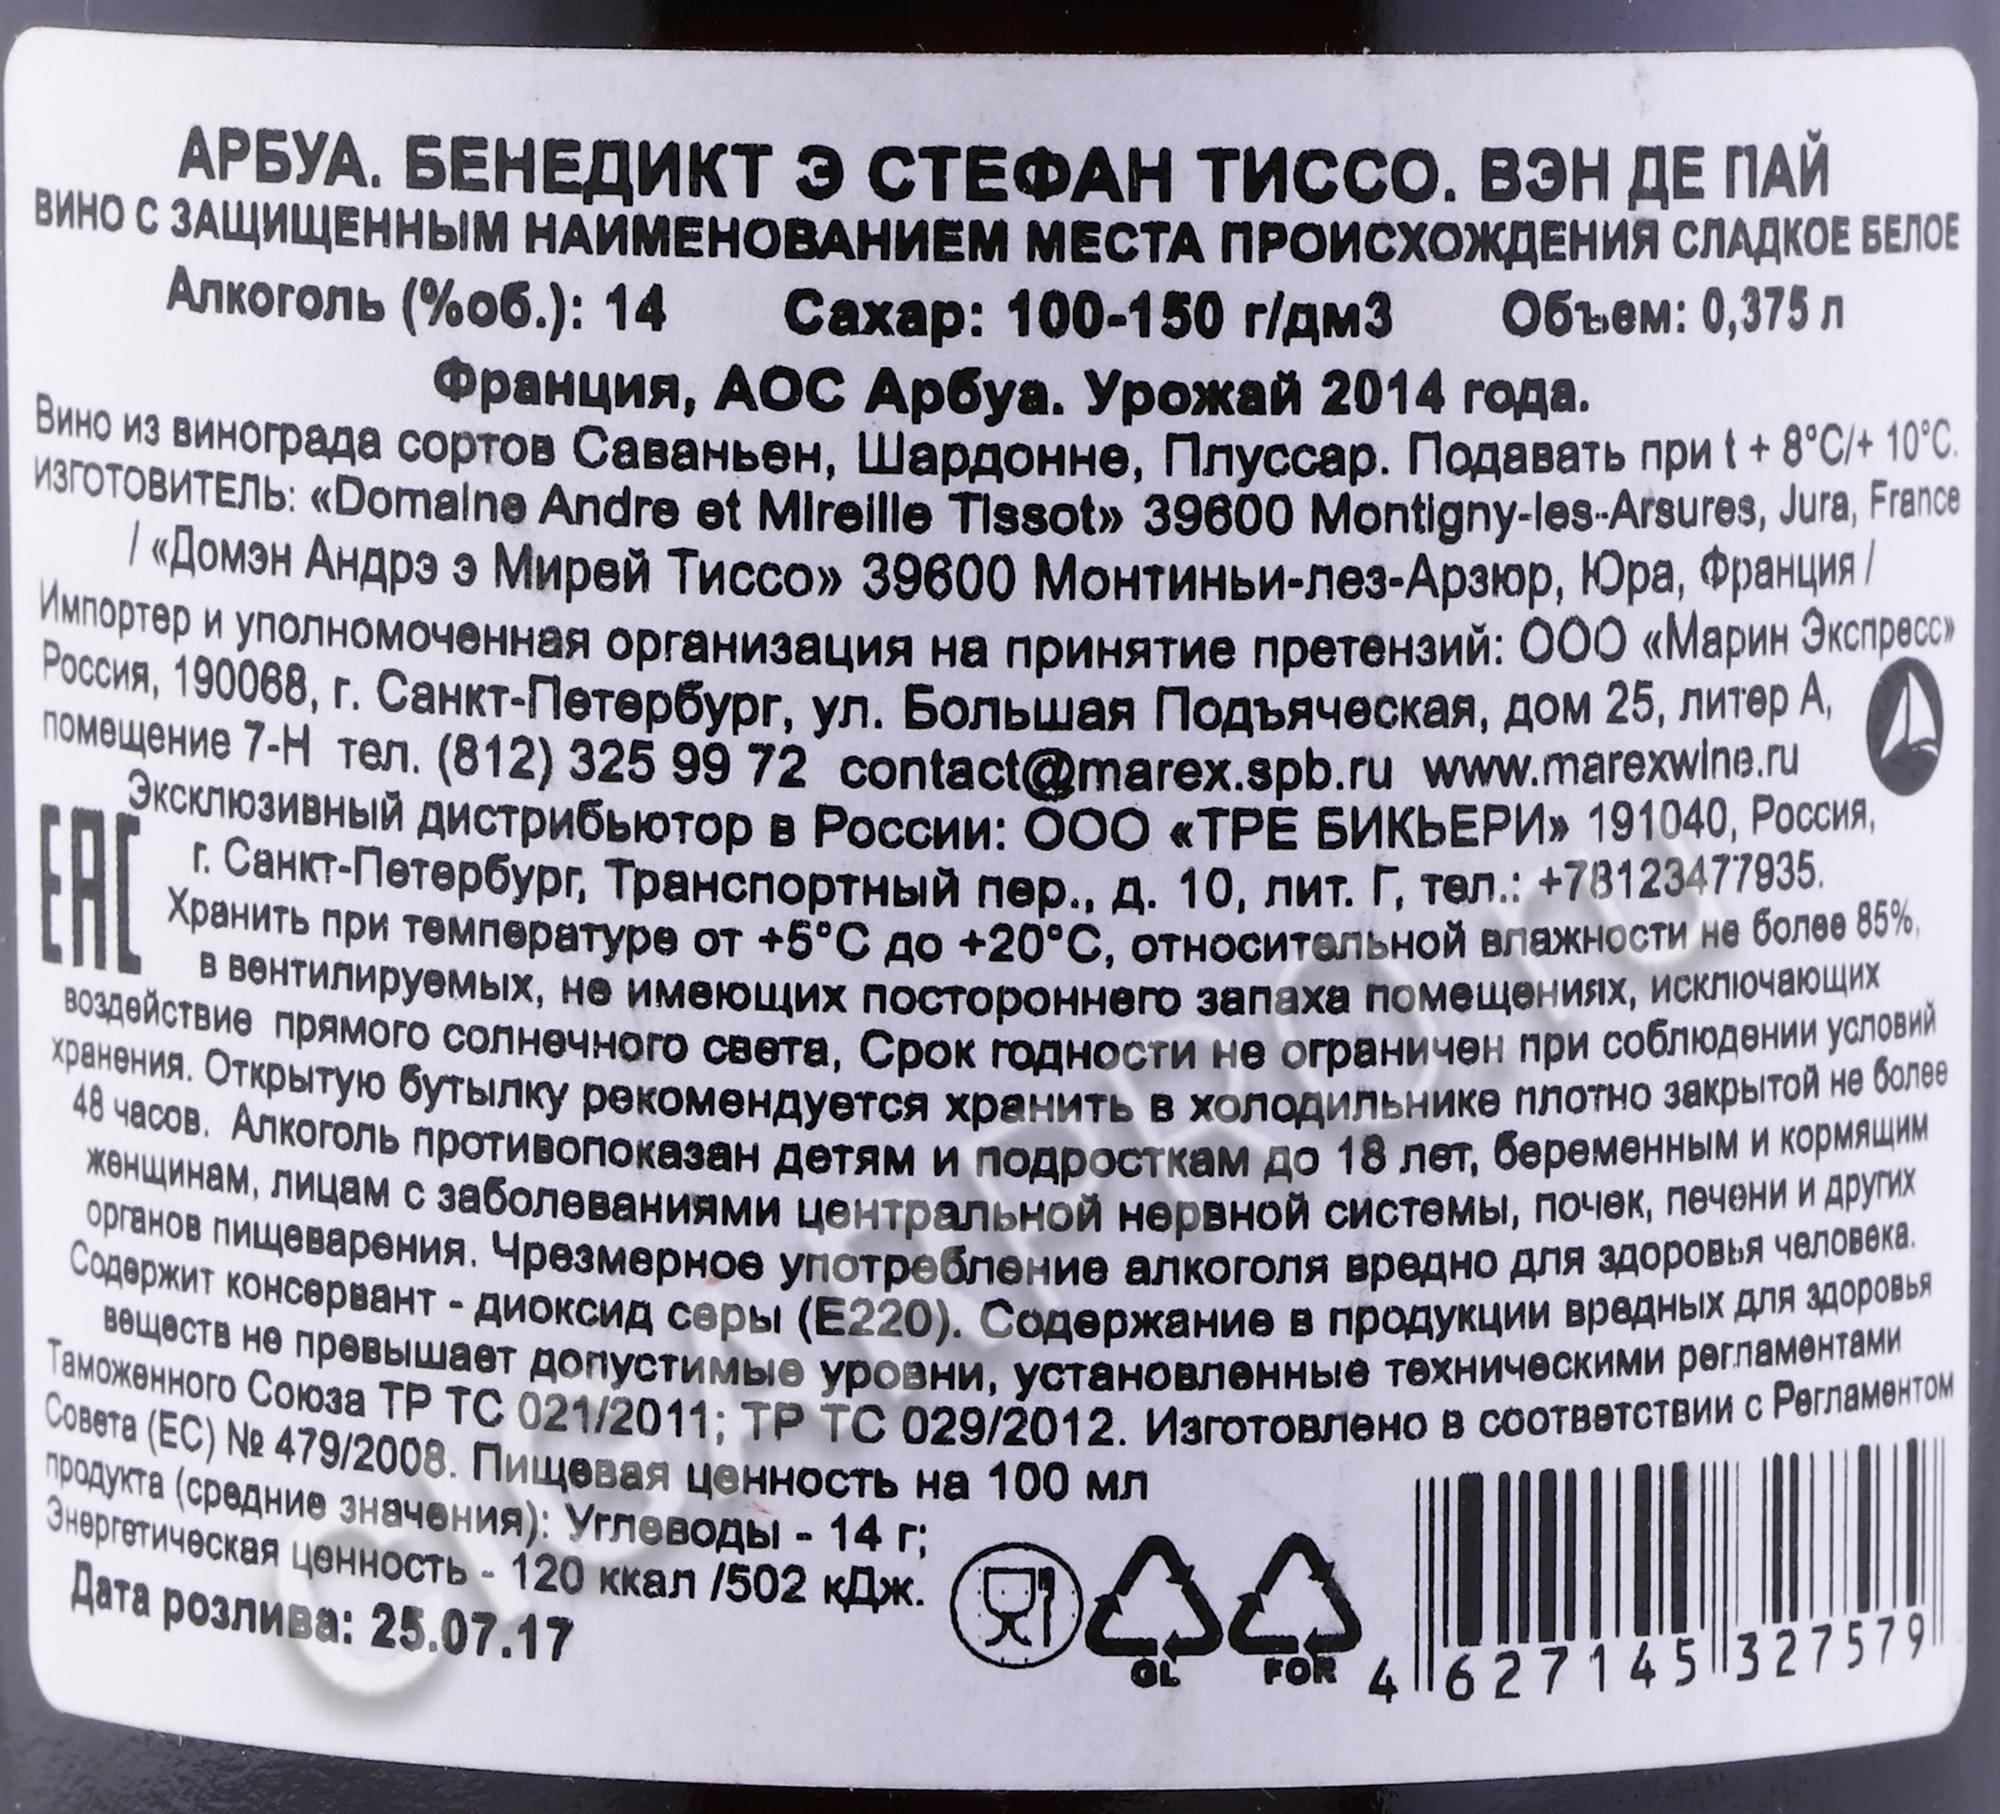 АРБУА. БЕНЕДИКТ Э СТЕФАН ТИССО. ВЭН ДЕ ПАЙ
ВИНО С ЗАЩИЩЕННЫМ НАИМЕНОВАНИЕМ МЕСТА ПРОИСХОЖДЕНИЯ СЛАДКОЕ БЕЛОЕ
Алкоголь (%об.): 14 Сахар: 100-150 г/дм3 Объем: 0,375 л
Франция, АОС Арбуа. Урожай 2014 года.
Вино из винограда сортов Саваньен, Шардонне, Плуссар. Подавать при t + 8°C/+ 10°C.
ИЗГОТОВИТЕЛЬ: «Domaine Andre et Mireille Tissot» 39600 Montigny-les-Arsures, Jura, France
/ «Домэн Андрэ э Мирей Тиссо» 39600 Монтиньи-лез-Арзюр, Юра, Франция /
Импортер и уполномоченная организация на принятие претензий: ООО «Марин Экспресс»
Россия, 190068, г. Санкт-Петербург, ул. Большая Подъяческая, дом 25, литер А,
помещение 7-Н тел. (812) 325 99 72 contact@marex.spb.ru www.marexwine.ru
Эксклюзивный дистрибьютор в России: ООО «ТРЕ БИКЬЕРИ» 191040, Россия,
г. Санкт-Петербург, Транспортный пер., д. 10, лит. Г, тел.: +78123477935.
EAC
Хранить при температуре от +5°C до +20°C, относительной влажности не более 85%,
в вентилируемых, не имеющих постороннего запаха помещениях, исключающих
воздействие прямого солнечного света, Срок годности не ограничен при соблюдении условий
хранения. Открытую бутылку рекомендуется хранить в холодильнике плотно закрытой не более
48 часов. Алкоголь противопоказан детям и подросткам до 18 лет, беременным и кормящим
женщинам, лицам с заболеваниями центральной нервной системы, почек, печени и других
органов пищеварения. Чрезмерное употребление алкоголя вредно для здоровья человека.
Содержит консервант - диоксид серы (Е220). Содержание в продукции вредных для здоровья
веществ не превышает допустимые уровни, установленные техническими регламентами
Таможенного Союза ТР ТС 021/2011; ТР ТС 029/2012. Изготовлено в соответствии с Регламентом
Совета (ЕС) № 479/2008. Пищевая ценность на 100 мл
продукта (средние значения): Углеводы - 14 г;
Энергетическая ценность - 120 ккал /502 кДж.
Дата розлива: 25.07.17
GL FOR
4 627145 327579
CIGARPRO.ru